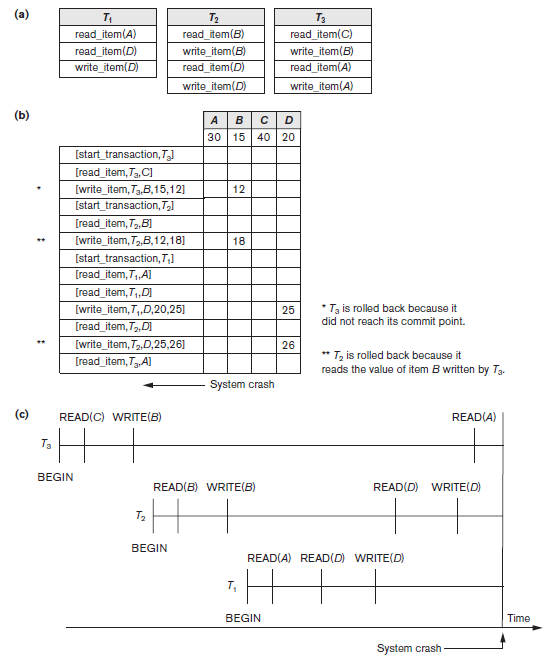 (a)
T1 T2 T3
read_item(A) read_item(B) read_item(C)
read_item(D) write_item(B) write_item(B)
write_item(D) read_item(D) read_item(A)
write_item(D) write_item(A)
(b)
A B C D
30 15 40 20
[start_transaction,T3]
[read_item,T3,C]
* [write_item,T3,B,15,12] 12
[start_transaction,T2]
[read_item,T2,B]
** [write_item,T2,B,12,18] 18
[start_transaction,T1]
[read_item,T1,A]
[read_item,T1,D]
[write_item,T1,D,20,25] 25
[read_item,T2,D]
** [write_item,T2,D,25,26] 26
[read_item,T3,A]
* T3 is rolled back because it
did not reach its commit point.
** T2 is rolled back because it
reads the value of item B written by T3.
System crash
(c)
READ(C) WRITE(B) READ(A)
T3
BEGIN
READ(B) WRITE(B) READ(D) WRITE(D)
T2
BEGIN
READ(A) READ(D) WRITE(D)
T1
BEGIN
Time
System crash